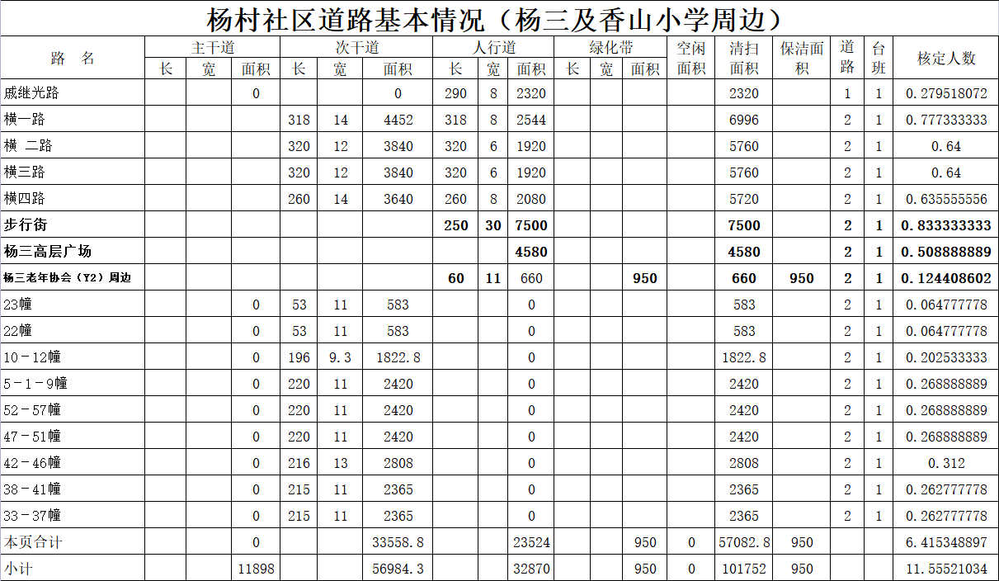 杨村社区道路基本情况（杨三及香山小学周边）
路 名 主干道 次干道 人行道 绿化带 空闲面积 清扫面积 保洁面积 道路 台班 核定人数
长 宽 面积 长 宽 面积 长 宽 面积 长 宽 面积
戚继光路 0 0 290 8 2320 2320 1 1 0.279518072
横一路 318 14 4452 318 8 2544 6996 2 1 0.777333333
横 二路 320 12 3840 320 6 1920 5760 2 1 0.64
横三路 320 12 3840 320 6 1920 5760 2 1 0.64
横四路 260 14 3640 260 8 2080 5720 2 1 0.635555556
步行街 250 30 7500 7500 2 1 0.833333333
杨三高层广场 4580 4580 2 1 0.508888889
杨三老年协会（Y2）周边 60 11 660 950 660 950 2 1 0.124408602
23幢 0 53 11 583 0 583 2 1 0.064777778
22幢 0 53 11 583 0 583 2 1 0.064777778
10－12幢 0 196 9.3 1822.8 0 1822.8 2 1 0.202533333
5－1－9幢 0 220 11 2420 0 2420 2 1 0.268888889
52－57幢 0 220 11 2420 0 2420 2 1 0.268888889
47－51幢 0 220 11 2420 0 2420 2 1 0.268888889
42－46幢 0 216 13 2808 0 2808 2 1 0.312
38－41幢 0 215 11 2365 0 2365 2 1 0.262777778
33－37幢 0 215 11 2365 0 2365 2 1 0.262777778
本页合计 0 33558.8 23524 950 0 57082.8 950 6.415348897
小计 11898 56984.3 32870 950 0 101752 950 11.55521034